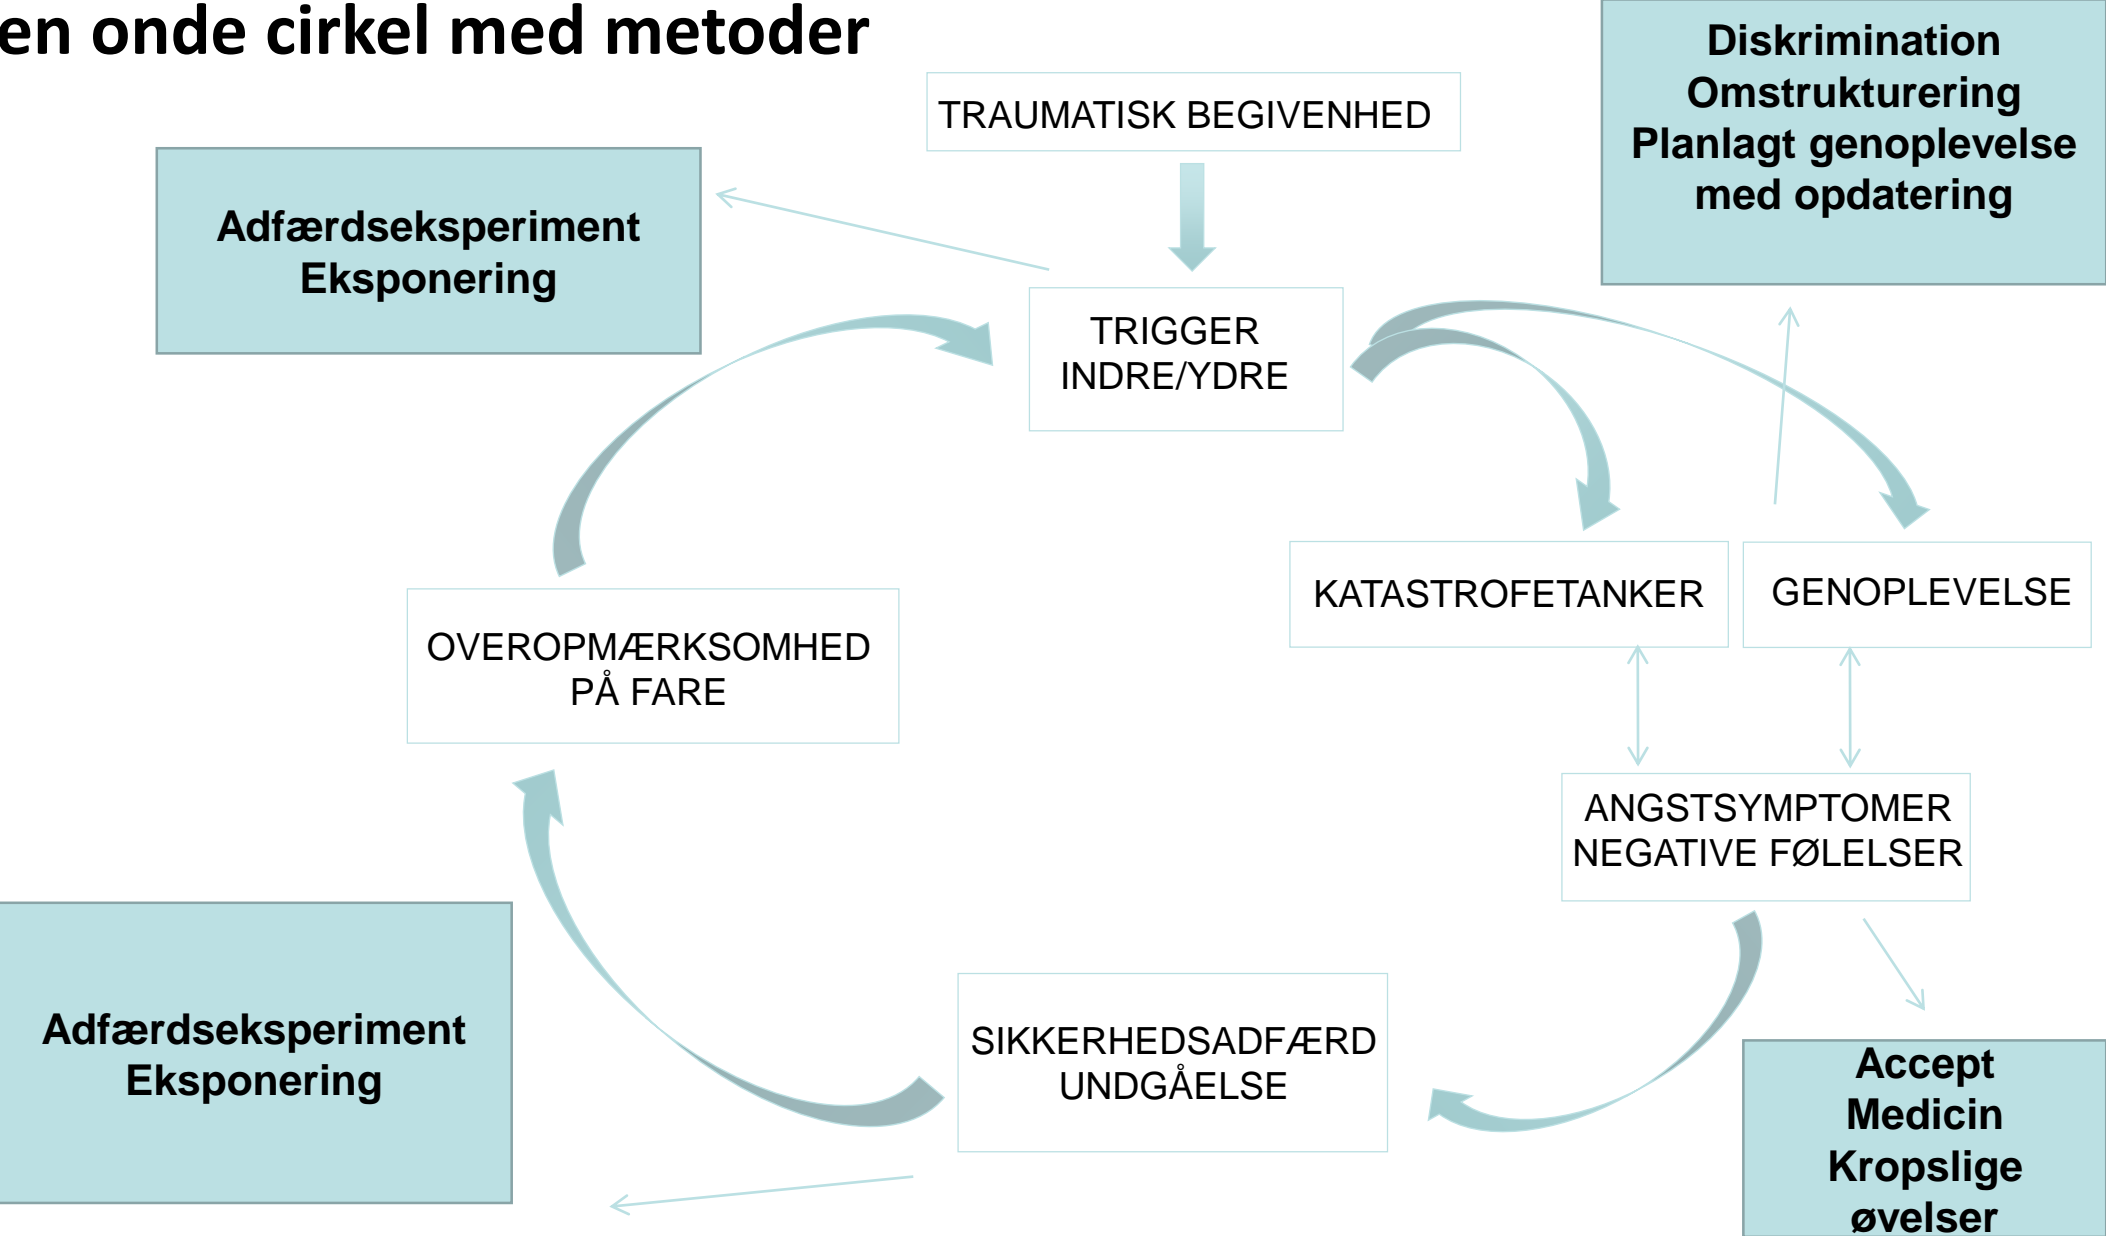 en onde cirkel med metoder
Diskrimination
Omstrukturering
Planlagt genoplevelse
med opdatering
TRAUMATISK BEGIVENHED
Adfærdseksperiment
Eksponering
TRIGGER
INDRE/YDRE
KATASTROFETANKER
GENOPLEVELSE
OVEROPMÆRKSOMHED
PÅ FARE
ANGSTSYMPTOMER
NEGATIVE FØLELSER
SIKKERHEDSADFÆRD
UNDGÅELSE
Adfærdseksperiment
Eksponering
Accept
Medicin
Kropslige
øvelser